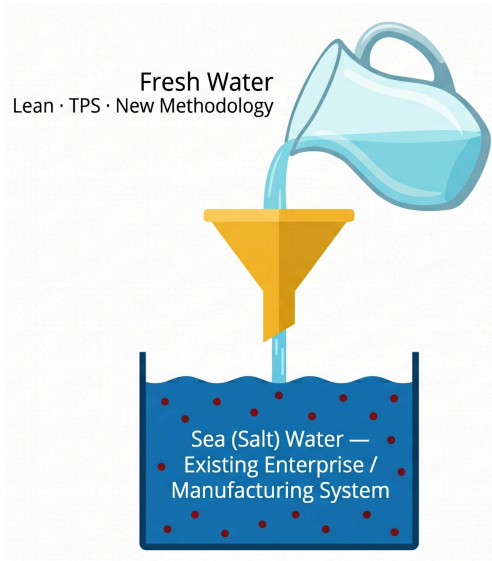 Fresh Water
Lean · TPS · New Methodology
Sea (Salt) Water —
Existing Enterprise /
Manufacturing System